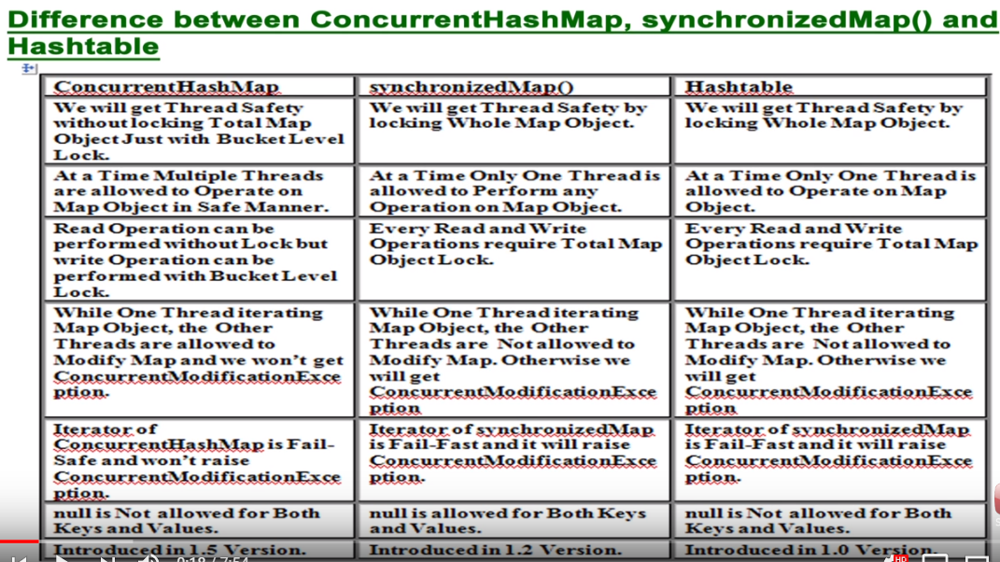 Difference between ConcurrentHashMap, synchronizedMap() and
Hashtable
ConcurrentHashMap
synchronizedMap()
Hashtable
We will get Thread Safety
without locking Total Map
Object Just with Bucket Level
Lock.
We will get Thread Safety by
locking Whole Map Object.
We will get Thread Safety by
locking Whole Map Object.
At a Time Multiple Threads
are allowed to Operate on
Map Object in Safe Manner.
At a Time Only One Thread is
allowed to Perform any
Operation on Map Object.
At a Time Only One Thread is
allowed to Operate on Map
Object.
Read Operation can be
performed without Lock but
write Operation can be
performed with Bucket Level
Lock.
Every Read and Write
Operations require Total Map
Object Lock.
Every Read and Write
Operations require Total Map
Object Lock.
While One Thread iterating
Map Object, the Other
Threads are allowed to
Modify Map and we won't get
ConcurrentModificationExce
ption.
While One Thread iterating
Map Object, the Other
Threads are Not allowed to
Modify Map. Otherwise we
will get
ConcurrentModificationExce
ption
While One Thread iterating
Map Object, the Other
Threads are Not allowed to
Modify Map. Otherwise we
will get
ConcurrentModificationExce
ption
Iterator of
ConcurrentHashMap is Fail-
Safe and won't raise
ConcurrentModificationExce
ption.
Iterator of synchronizedMap
is Fail-Fast and it will raise
ConcurrentModificationExce
ption.
Iterator of synchronizedMap
is Fail-Fast and it will raise
ConcurrentModificationExce
ption.
null is Not allowed for Both
Keys and Values.
null is allowed for Both Keys
and Values.
null is Not allowed for Both
Keys and Values.
Introduced in 1.5 Version.
Introduced in 1.2 Version.
Introduced in 1.0 Version.
0:18 / 7:54
HD